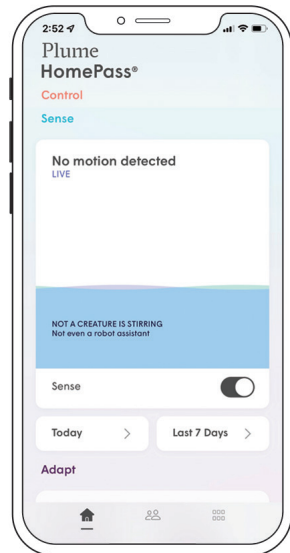 2:52
Plume
HomePass®
Control
Sense
No motion detected
LIVE
NOT A CREATURE IS STIRRING
Not even a robot assistant
Sense
Today
Last 7 Days
Adapt